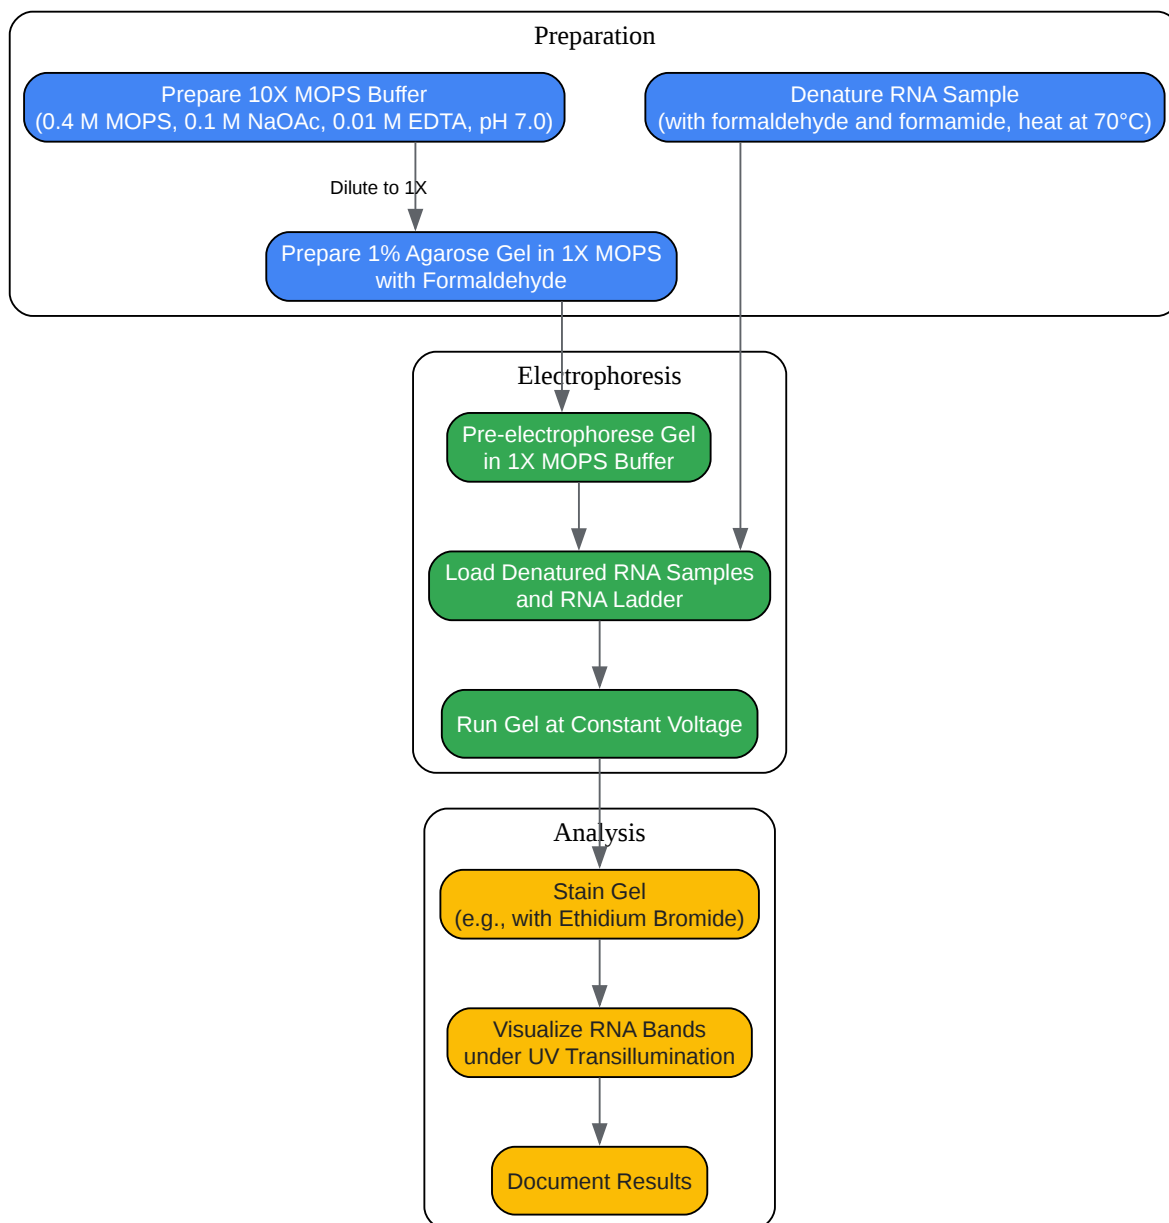 Preparation
Prepare 10X MOPS Buffer
(0.4 M MOPS, 0.1 M NaOAc, 0.01 M EDTA, pH 7.0)
Denature RNA Sample
(with formaldehyde and formamide, heat at 70°C)
Dilute to 1X
Prepare 1% Agarose Gel in 1X MOPS
with Formaldehyde
Electrophoresis
Pre-electrophorese Gel
in 1X MOPS Buffer
Load Denatured RNA Samples
and RNA Ladder
Run Gel at Constant Voltage
Analysis
Stain Gel
(e.g., with Ethidium Bromide)
Visualize RNA Bands
under UV Transillumination
Document Results